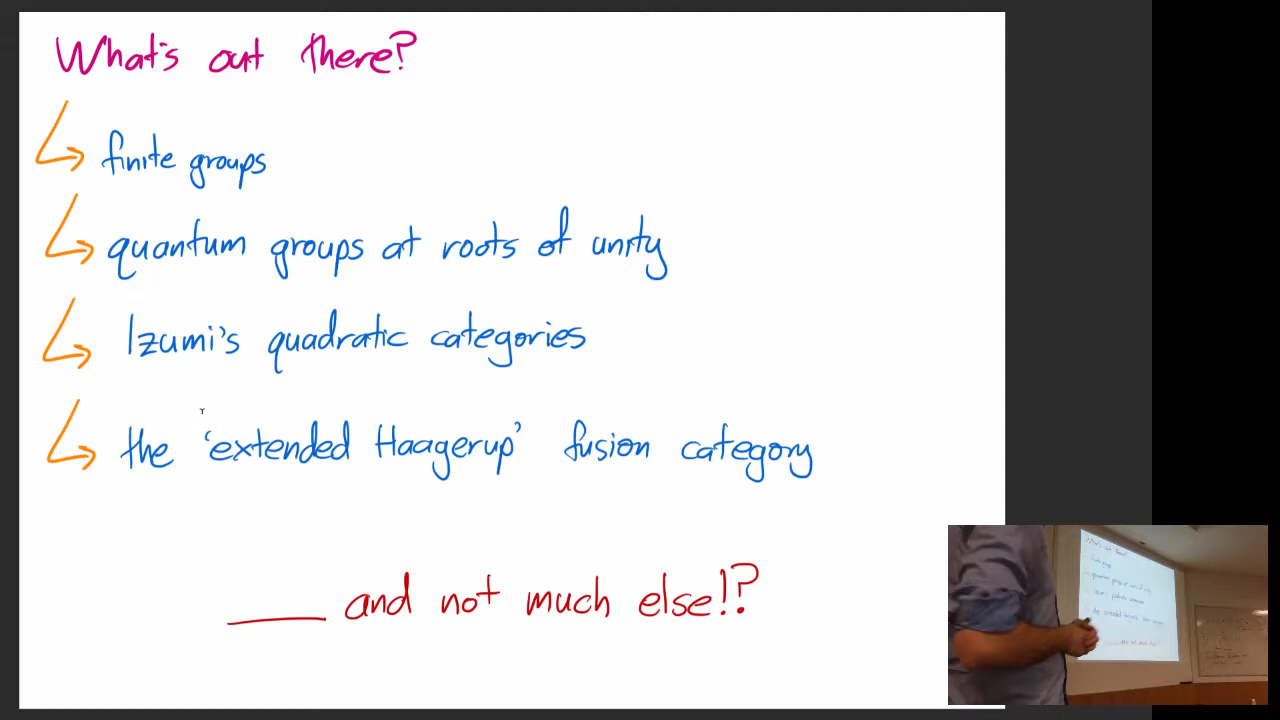 What's out there?
finite groups
quantum groups at roots of unity
Izumi's quadratic categories
the 'extended Haagerup' fusion category
____ and not much else!?